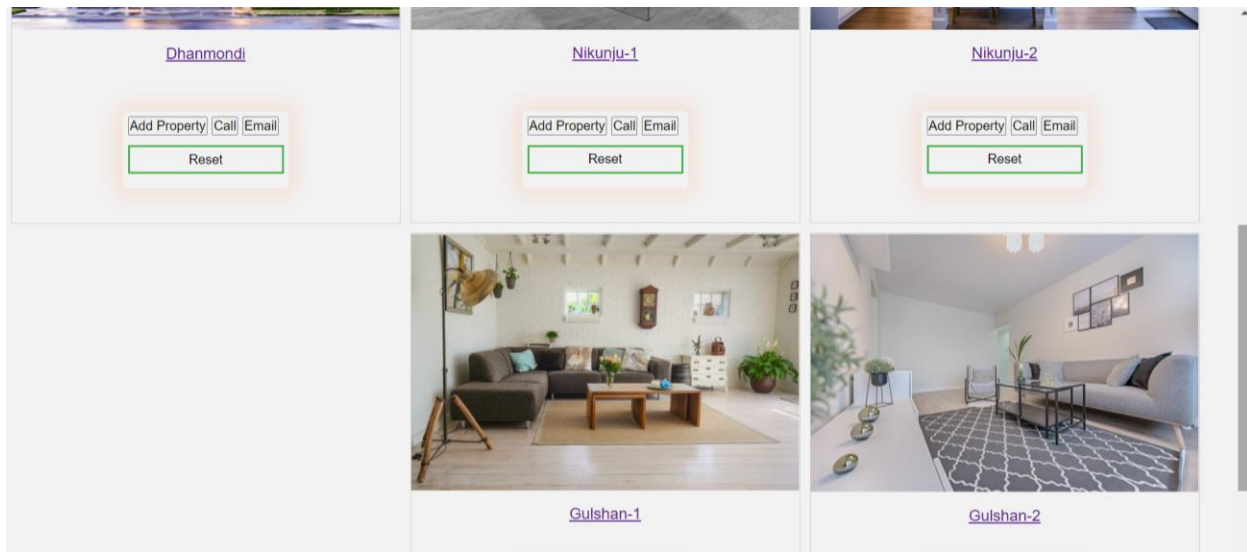 Dhanmondi
Nikunju-1
Nikunju-2
Add Property Call Email
Reset
Add Property Call Email
Reset
Add Property Call Email
Reset
Gulshan-1
Gulshan-2